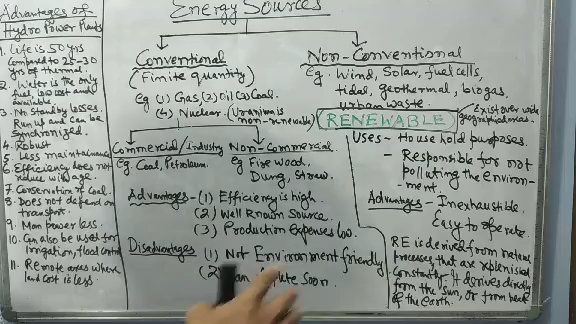 Energy Sources
Advantages of
Hydro Power Plants
1. Life is 50 yrs
compared to 25-30
yrs of thermal.
2. Water is the only
fuel, low cost and
available.
3. No standby losses.
Run us and can be
synchronized.
4. Robust
5. Less maintainance
6. Efficiency does not
reduce with age.
7. Conservation of Coal.
8. Does not depend on
transport.
9. Man power less.
10. Can also be used for
irrigation, flood control
11. Remote areas where
land cost is less
Conventional
(Finite quantity)
Eg (1) Gas, (2) Oil (3) Coal.
(4) Nuclear. (Uranium is
non-renewable)
Commercial/Industry
Eg. Coal, Petroleum.
Non-Commercial
Eg Fire wood,
Dung, Straw.
Advantages - (1) Efficiency is high.
(2) Well Known Source.
(3) Production Expenses low.
Disadvantages (1) Not Environment friendly
(2) Can soon.
Non-Conventional
Eg. Wind, Solar, fuel cells,
tidal, geothermal, biogas,
urban waste.
Exist over wide
geographical areas.
RENEWABLE
Uses - House hold purposes.
- Responsible for not
polluting the environ-
-ment.
Advantages - Inexhaustible.
Easy to operate.
RE is derived from natural
processes that are replenished
Constantly. It derives directly
from the sun, or from heat
of the earth.